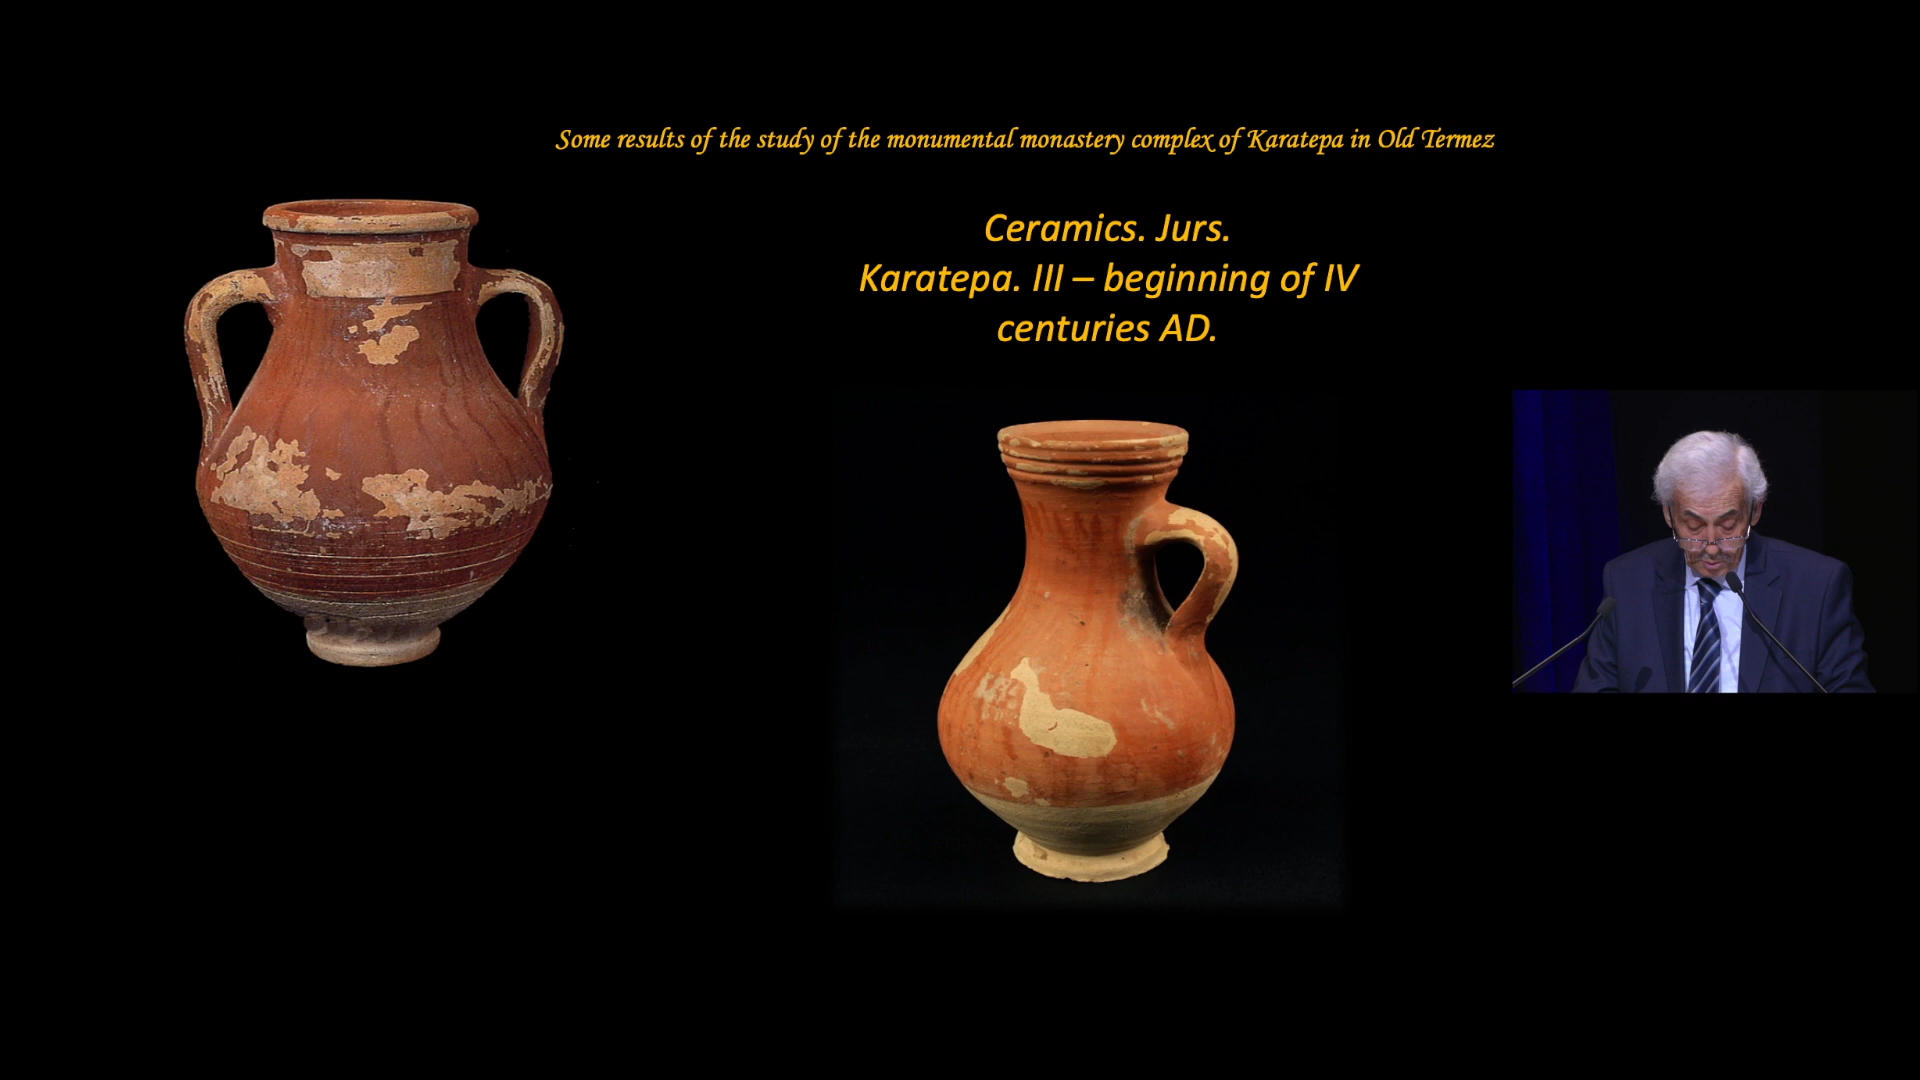 Some results of the study of the monumental monastery complex of Karatepa in Old Termez
Ceramics. Jurs.
Karatepa. III – beginning of IV
centuries AD.